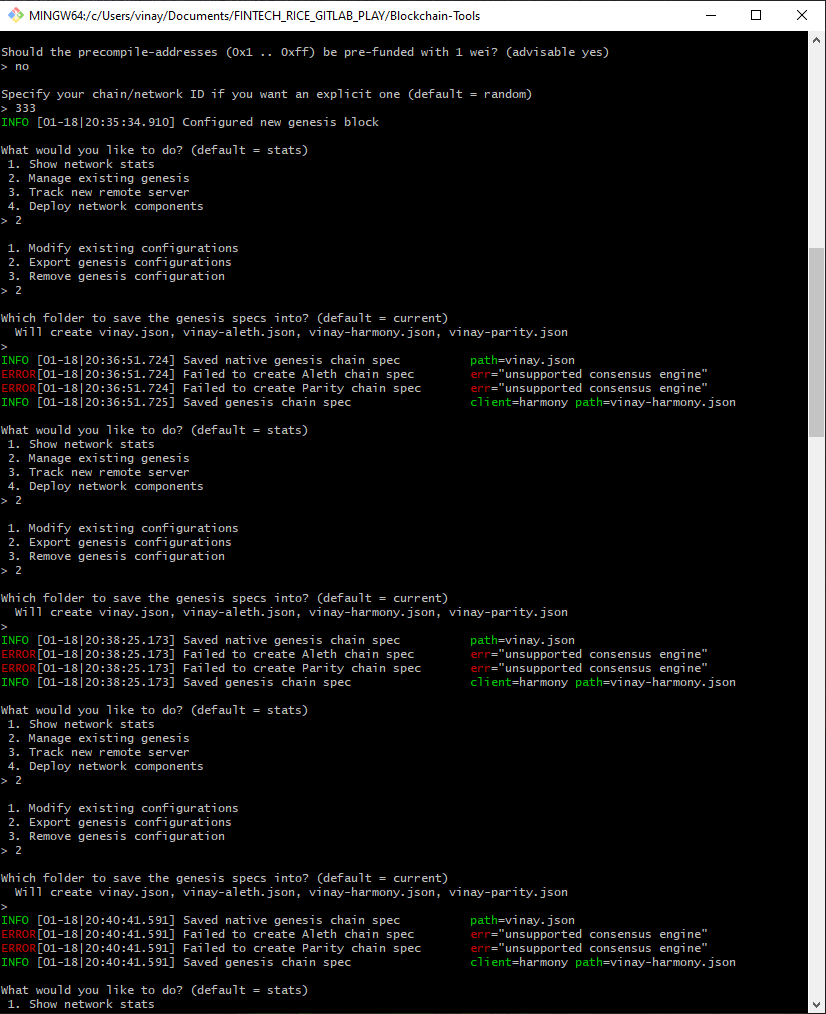 MINGW64:/c/Users/vinay/Documents/FINTECH_RICE_GITLAB_PLAY/Blockchain-Tools
Should the precompile-addresses (0x1 .. 0xff) be pre-funded with 1 wei? (advisable yes)
> no
Specify your chain/network ID if you want an explicit one (default = random)
> 333
INFO [01-18|20:35:34.910] Configured new genesis block
What would you like to do? (default = stats)
1. Show network stats
2. Manage existing genesis
3. Track new remote server
4. Deploy network components
> 2
1. Modify existing configurations
2. Export genesis configurations
3. Remove genesis configuration
> 2
Which folder to save the genesis specs into? (default = current)
Will create vinay.json, vinay-aleth.json, vinay-harmony.json, vinay-parity.json
>
INFO [01-18|20:36:51.724] Saved native genesis chain spec path=vinay.json
ERROR[01-18|20:36:51.724] Failed to create Aleth chain spec err="unsupported consensus engine"
ERROR[01-18|20:36:51.724] Failed to create Parity chain spec err="unsupported consensus engine"
INFO [01-18|20:36:51.725] Saved genesis chain spec client=harmony path=vinay-harmony.json
What would you like to do? (default = stats)
1. Show network stats
2. Manage existing genesis
3. Track new remote server
4. Deploy network components
> 2
1. Modify existing configurations
2. Export genesis configurations
3. Remove genesis configuration
> 2
Which folder to save the genesis specs into? (default = current)
Will create vinay.json, vinay-aleth.json, vinay-harmony.json, vinay-parity.json
>
INFO [01-18|20:38:25.173] Saved native genesis chain spec path=vinay.json
ERROR[01-18|20:38:25.173] Failed to create Aleth chain spec err="unsupported consensus engine"
ERROR[01-18|20:38:25.173] Failed to create Parity chain spec err="unsupported consensus engine"
INFO [01-18|20:38:25.173] Saved genesis chain spec client=harmony path=vinay-harmony.json
What would you like to do? (default = stats)
1. Show network stats
2. Manage existing genesis
3. Track new remote server
4. Deploy network components
> 2
1. Modify existing configurations
2. Export genesis configurations
3. Remove genesis configuration
> 2
Which folder to save the genesis specs into? (default = current)
Will create vinay.json, vinay-aleth.json, vinay-harmony.json, vinay-parity.json
>
INFO [01-18|20:40:41.591] Saved native genesis chain spec path=vinay.json
ERROR[01-18|20:40:41.591] Failed to create Aleth chain spec err="unsupported consensus engine"
ERROR[01-18|20:40:41.591] Failed to create Parity chain spec err="unsupported consensus engine"
INFO [01-18|20:40:41.591] Saved genesis chain spec client=harmony path=vinay-harmony.json
What would you like to do? (default = stats)
1. Show network stats